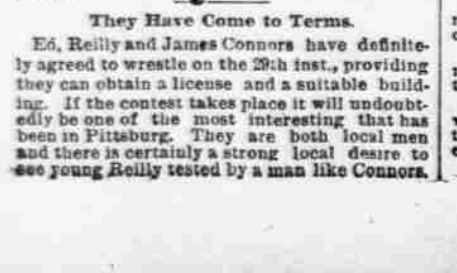 They Have Come to Terms.
Ed, Reilly and James Connors have definite-
ly agreed to wrestle on the 29th inst., providing
they can obtain a license and a suitable build-
ing. If the contest takes place it will undoubt-
edly be one of the most interesting that has
been in Pittsburg. They are both local men
and there is certainly a strong local desire to
see young Reilly tested by a man like Connors.